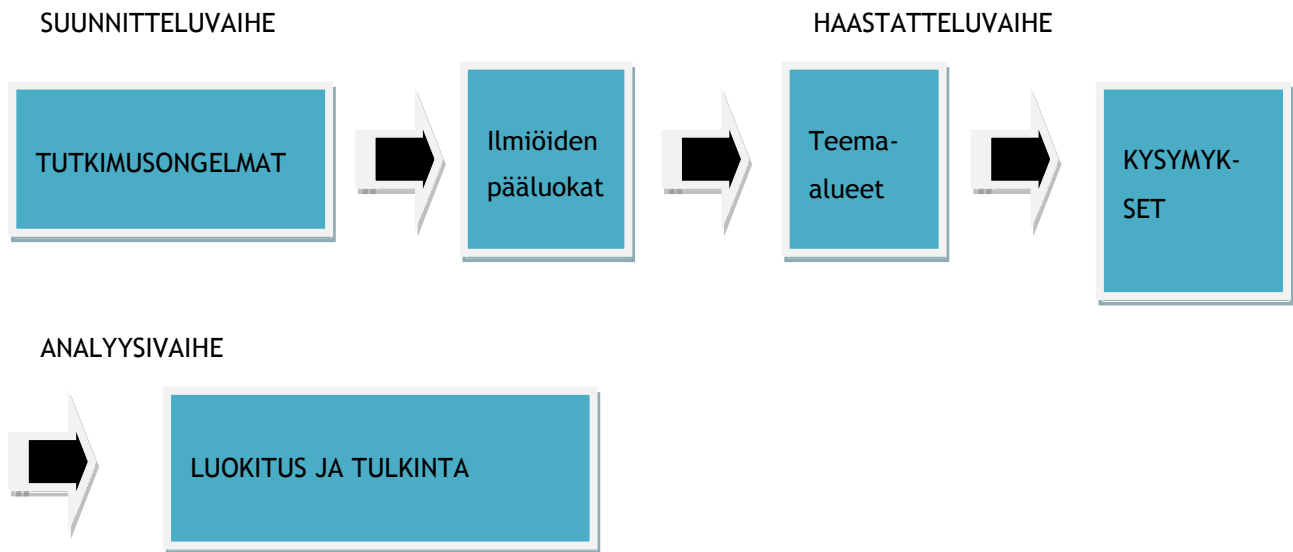 SUUNNITTELUVAIHE
HAASTATTELUVAIHE
TUTKIMUSONGELMAT
Ilmiöiden
pääluokat
Teema-
alueet
KYSYMYK-
SET
ANALYYSIVAIHE
LUOKITUS JA TULKINTA